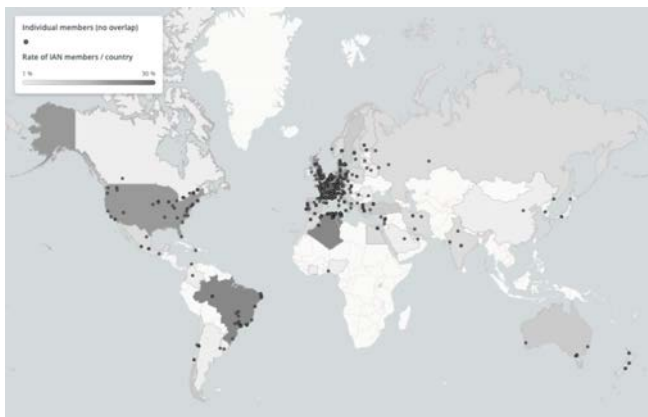 Individual members (no overlap)
Rate of IAN members / country
1 % 30 %